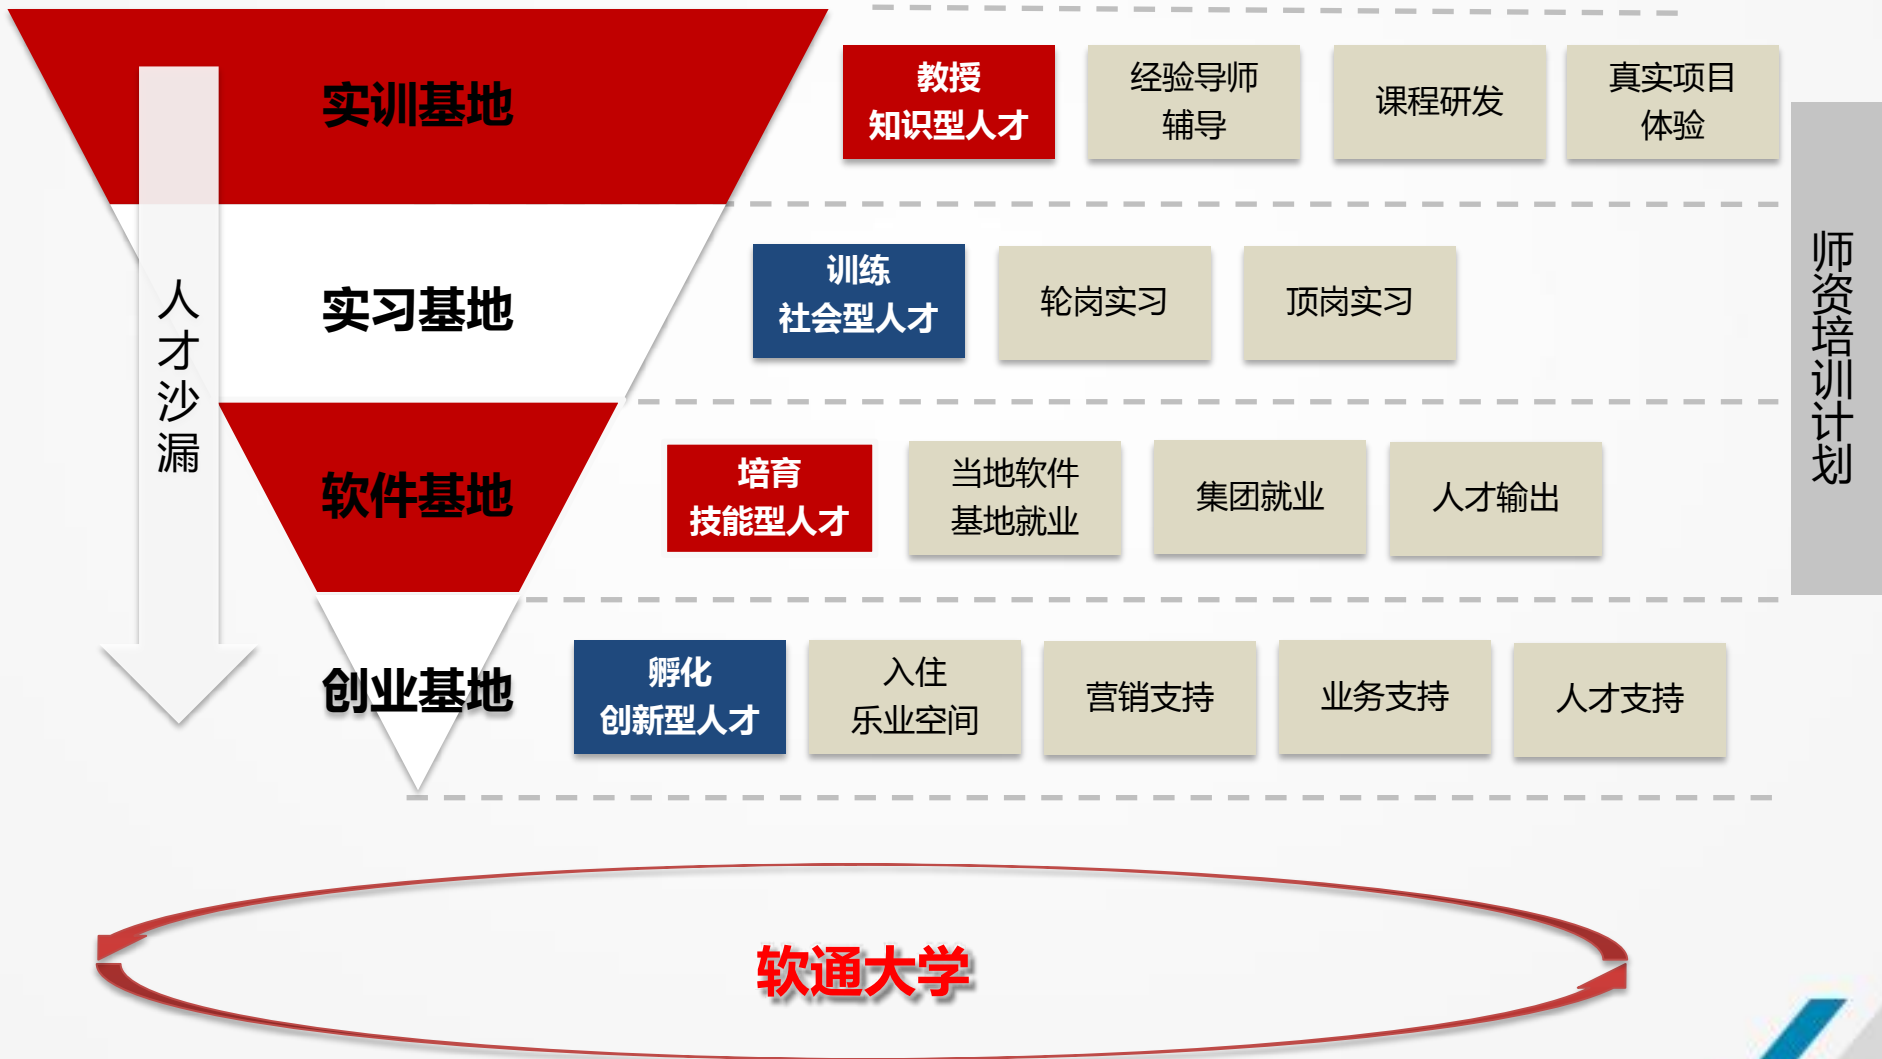 实训基地
教授
知识型人才
经验导师
辅导
课程研发
真实项目
体验
实习基地
训练
社会型人才
轮岗实习
顶岗实习
软件基地
培育
技能型人才
当地软件
基地就业
集团就业
人才输出
创业基地
孵化
创新型人才
入住
乐业空间
营销支持
业务支持
人才支持
人才沙漏
师资培训计划
软通大学